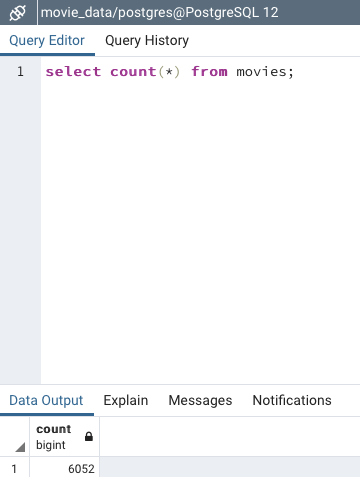 movie_data/postgres@PostgreSQL 12
Query Editor Query History
1 select count(*) from movies;
Data Output Explain Messages Notifications
count
bigint
1 6052